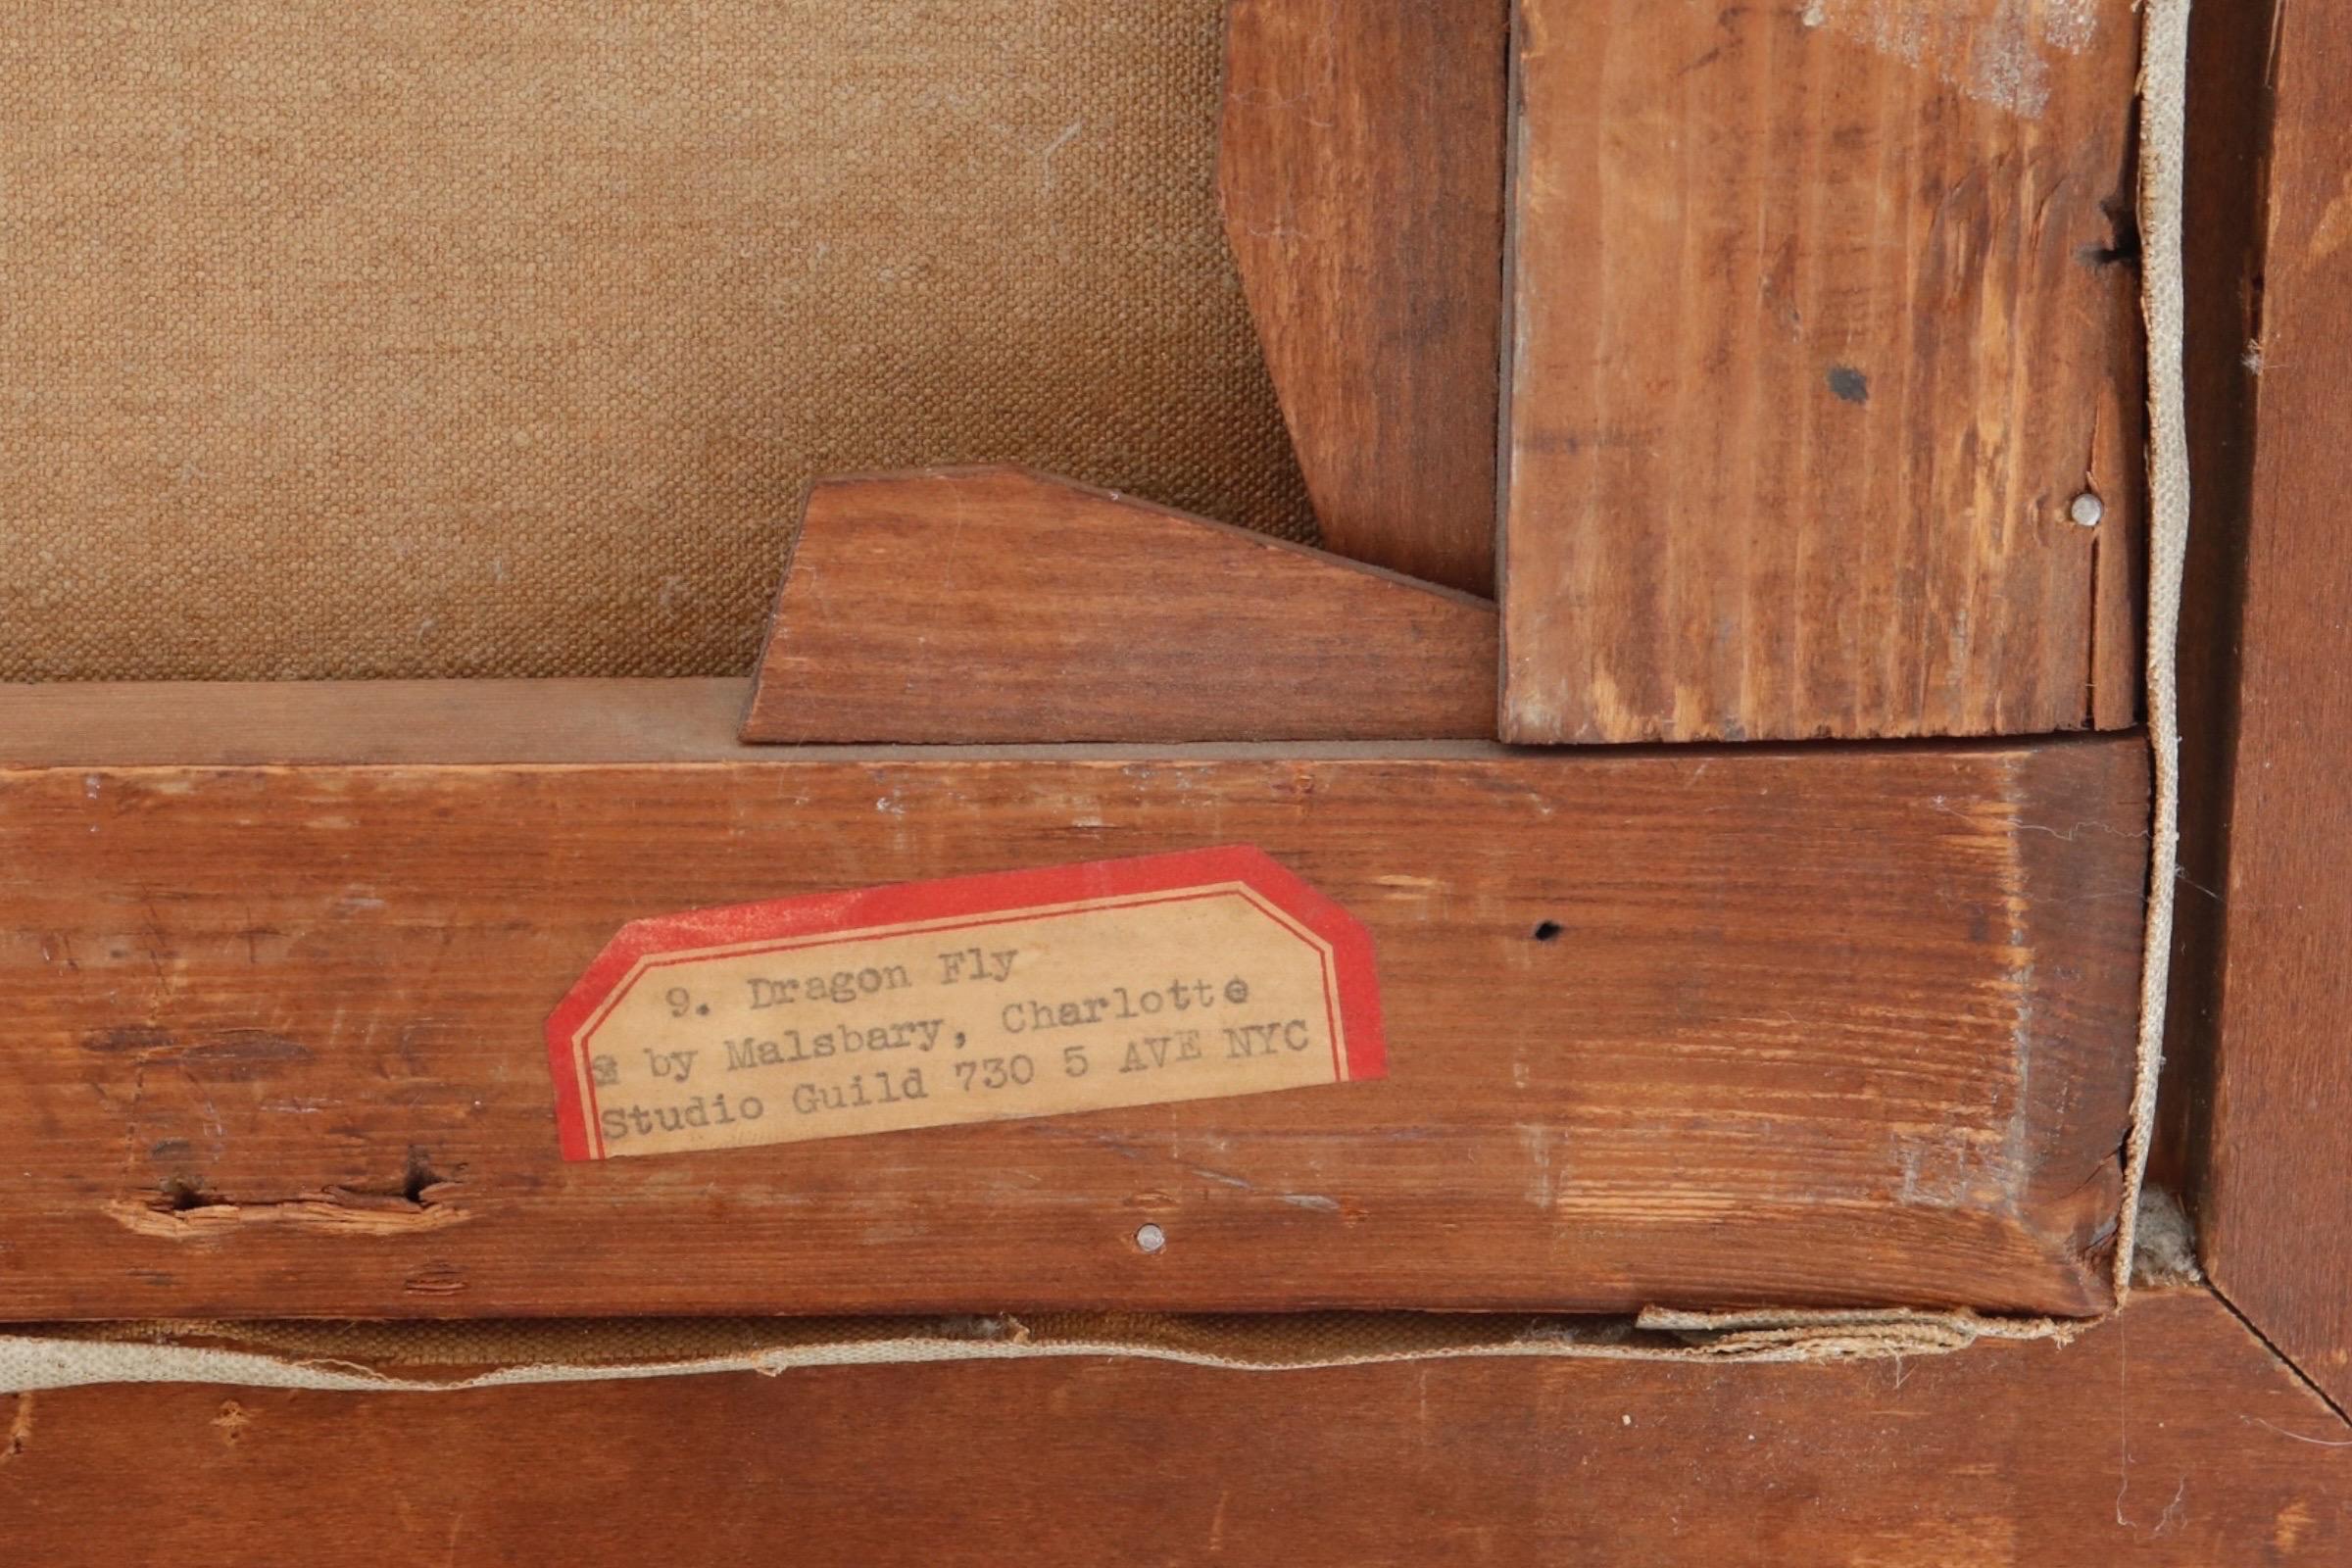 9. Dragon Fly
by Malsbary, Charlotte
Studio Guild 730 5 AVE NYC